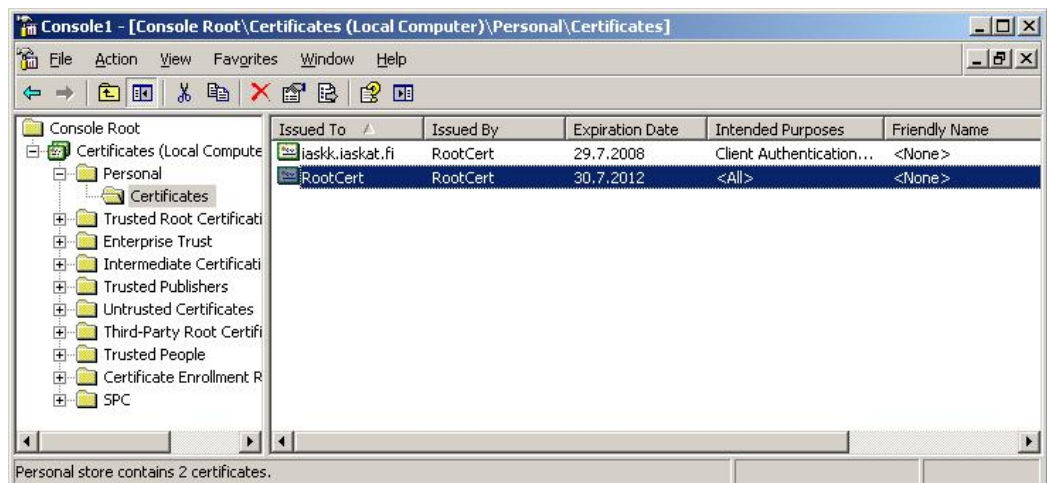 Console1 - [Console Root\Certificates (Local Computer)\Personal\Certificates]
File Action View Favorites Window Help
Console Root
Certificates (Local Compute
Personal
Certificates
Trusted Root Certificati
Enterprise Trust
Intermediate Certificati
Trusted Publishers
Untrusted Certificates
Third-Party Root Certifi
Trusted People
Certificate Enrollment R
SPC
Issued To Issued By Expiration Date Intended Purposes Friendly Name
iaskk.iaskat.fi RootCert 29.7.2008 Client Authentication... <None>
RootCert RootCert 30.7.2012 <All> <None>
Personal store contains 2 certificates.